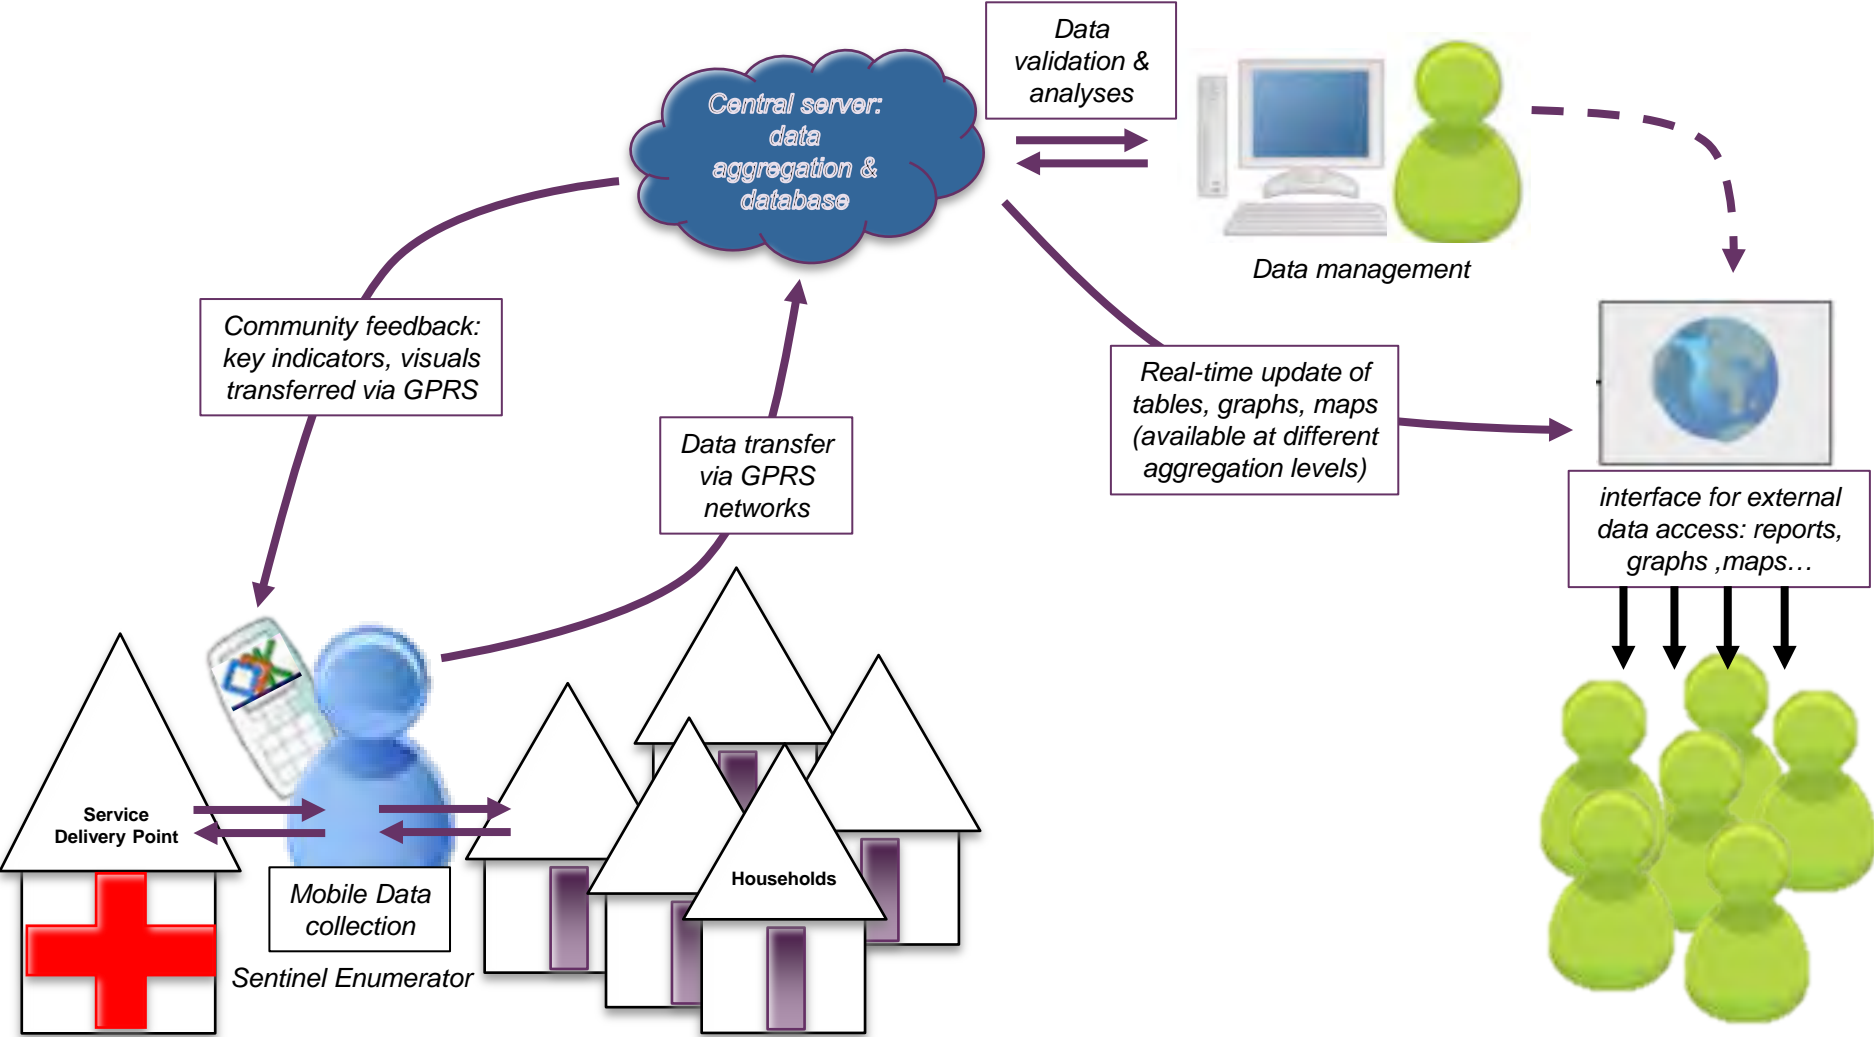 Data
validation &
analyses
Central server:
data
aggregation &
database
Data management
Community feedback:
key indicators, visuals
transferred via GPRS
Real-time update of
tables, graphs, maps
(available at different
aggregation levels)
Data transfer
via GPRS
networks
interface for external
data access: reports,
graphs ,maps…
Service
Delivery Point
Households
Mobile Data
collection
Sentinel Enumerator